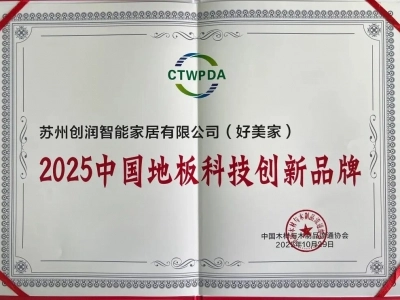 CTWPDA
苏州创润智能家居有限公司（好美家）
2025中国地板科技创新品牌
中国木材与木制品流通协会